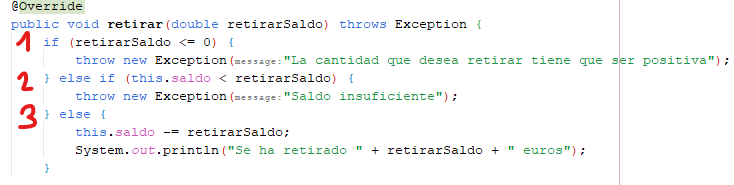 @Override
public void retirar(double retirarSaldo) throws Exception {
1 if (retirarSaldo <= 0) {
throw new Exception(message:"La cantidad que desea retirar tiene que ser positiva");
2 } else if (this.saldo < retirarSaldo) {
throw new Exception(message:"Saldo insuficiente");
3 } else {
this.saldo -= retirarSaldo;
System.out.println("Se ha retirado " + retirarSaldo + " euros");
}